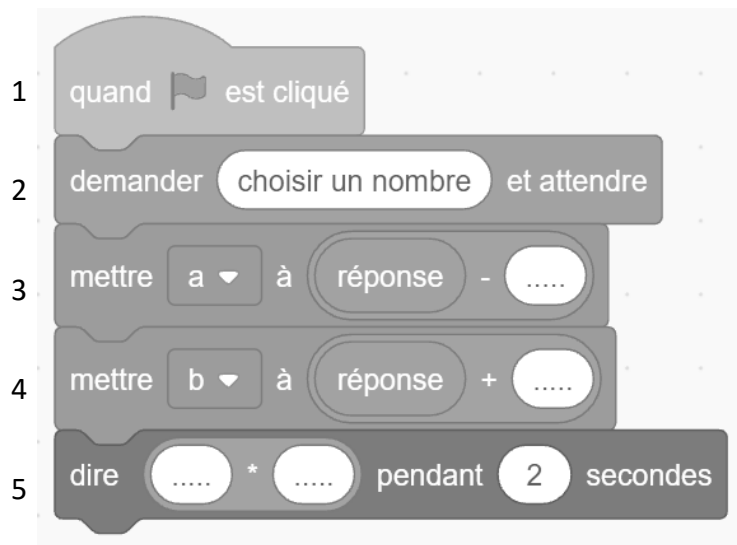 1 quand est cliqué
2 demander choisir un nombre et attendre
3 mettre a à réponse - .....
4 mettre b à réponse + .....
5 dire ..... * ..... pendant 2 secondes